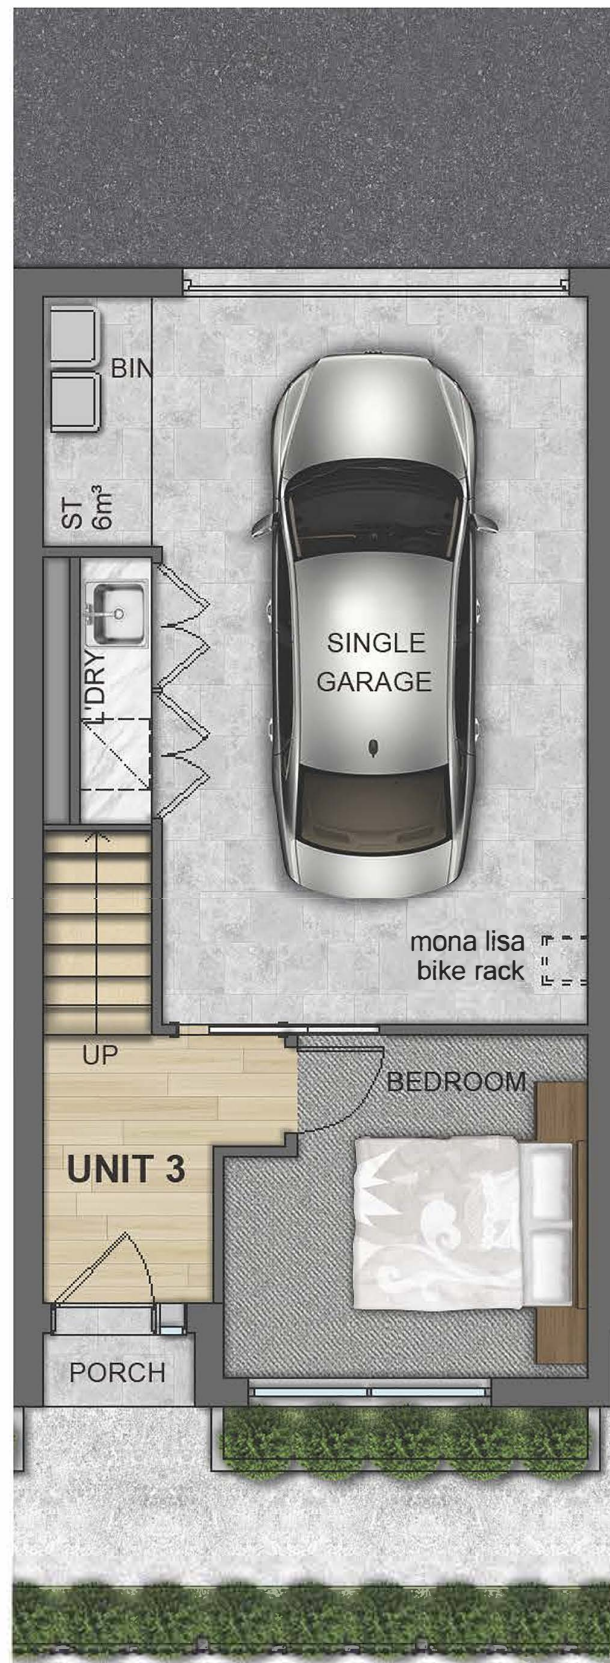 BIN
ST
6m³
L'DRY
SINGLE
GARAGE
mona lisa
bike rack
UP
BEDROOM
UNIT 3
PORCH